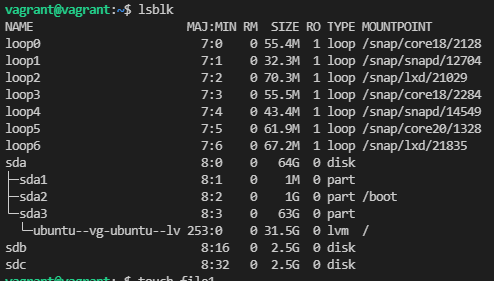 vagrant@vagrant:~$ lsblk
NAME                      MAJ:MIN RM  SIZE RO TYPE MOUNTPOINT
loop0                       7:0    0 55.4M  1 loop /snap/core18/2128
loop1                       7:1    0 32.3M  1 loop /snap/snapd/12704
loop2                       7:2    0 70.3M  1 loop /snap/lxd/21029
loop3                       7:3    0 55.5M  1 loop /snap/core18/2284
loop4                       7:4    0 43.4M  1 loop /snap/snapd/14549
loop5                       7:5    0 61.9M  1 loop /snap/core20/1328
loop6                       7:6    0 67.2M  1 loop /snap/lxd/21835
sda                         8:0    0   64G  0 disk
├─sda1                      8:1    0    1M  0 part
├─sda2                      8:2    0    1G  0 part /boot
└─sda3                      8:3    0   63G  0 part
  └─ubuntu--vg-ubuntu--lv 253:0    0 31.5G  0 lvm  /
sdb                         8:16   0  2.5G  0 disk
sdc                         8:32   0  2.5G  0 disk
vagrant@vagrant:~$ touch file1